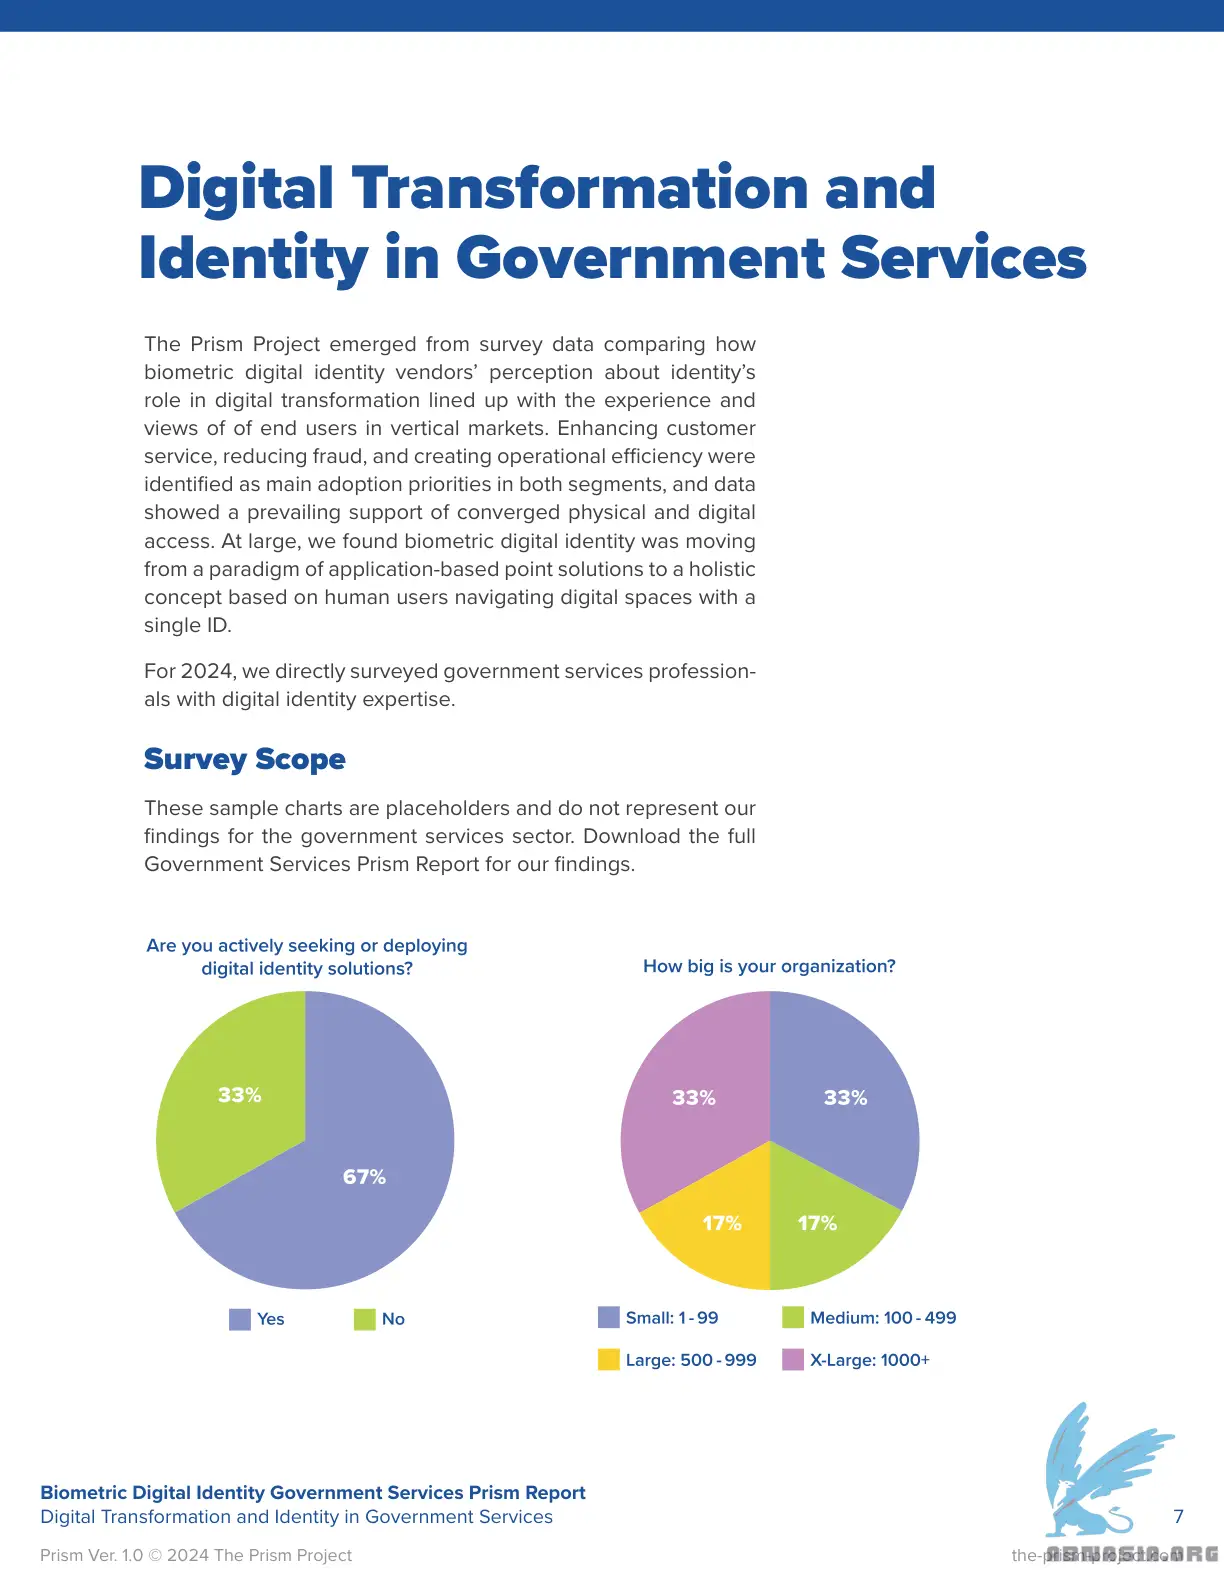 Digital Transformation and
Identity in Government Services
The Prism Project emerged from survey data comparing how
biometric digital identity vendors’ perception about identity’s
role in digital transformation lined up with the experience and
views of of end users in vertical markets. Enhancing customer
service, reducing fraud, and creating operational efficiency were
identified as main adoption priorities in both segments, and data
showed a prevailing support of converged physical and digital
access. At large, we found biometric digital identity was moving
from a paradigm of application-based point solutions to a holistic
concept based on human users navigating digital spaces with a
single ID.
For 2024, we directly surveyed government services profession-
als with digital identity expertise.
Survey Scope
These sample charts are placeholders and do not represent our
findings for the government services sector. Download the full
Government Services Prism Report for our findings.
Are you actively seeking or deploying
digital identity solutions?
33%
67%
Yes
No
How big is your organization?
33%
33%
17%
17%
Small: 1 - 99
Medium: 100 - 499
Large: 500 - 999
X-Large: 1000+
Biometric Digital Identity Government Services Prism Report
Digital Transformation and Identity in Government Services
7
Prism Ver. 1.0 © 2024 The Prism Project
the-prism-project.com
ARMASIA.ORG